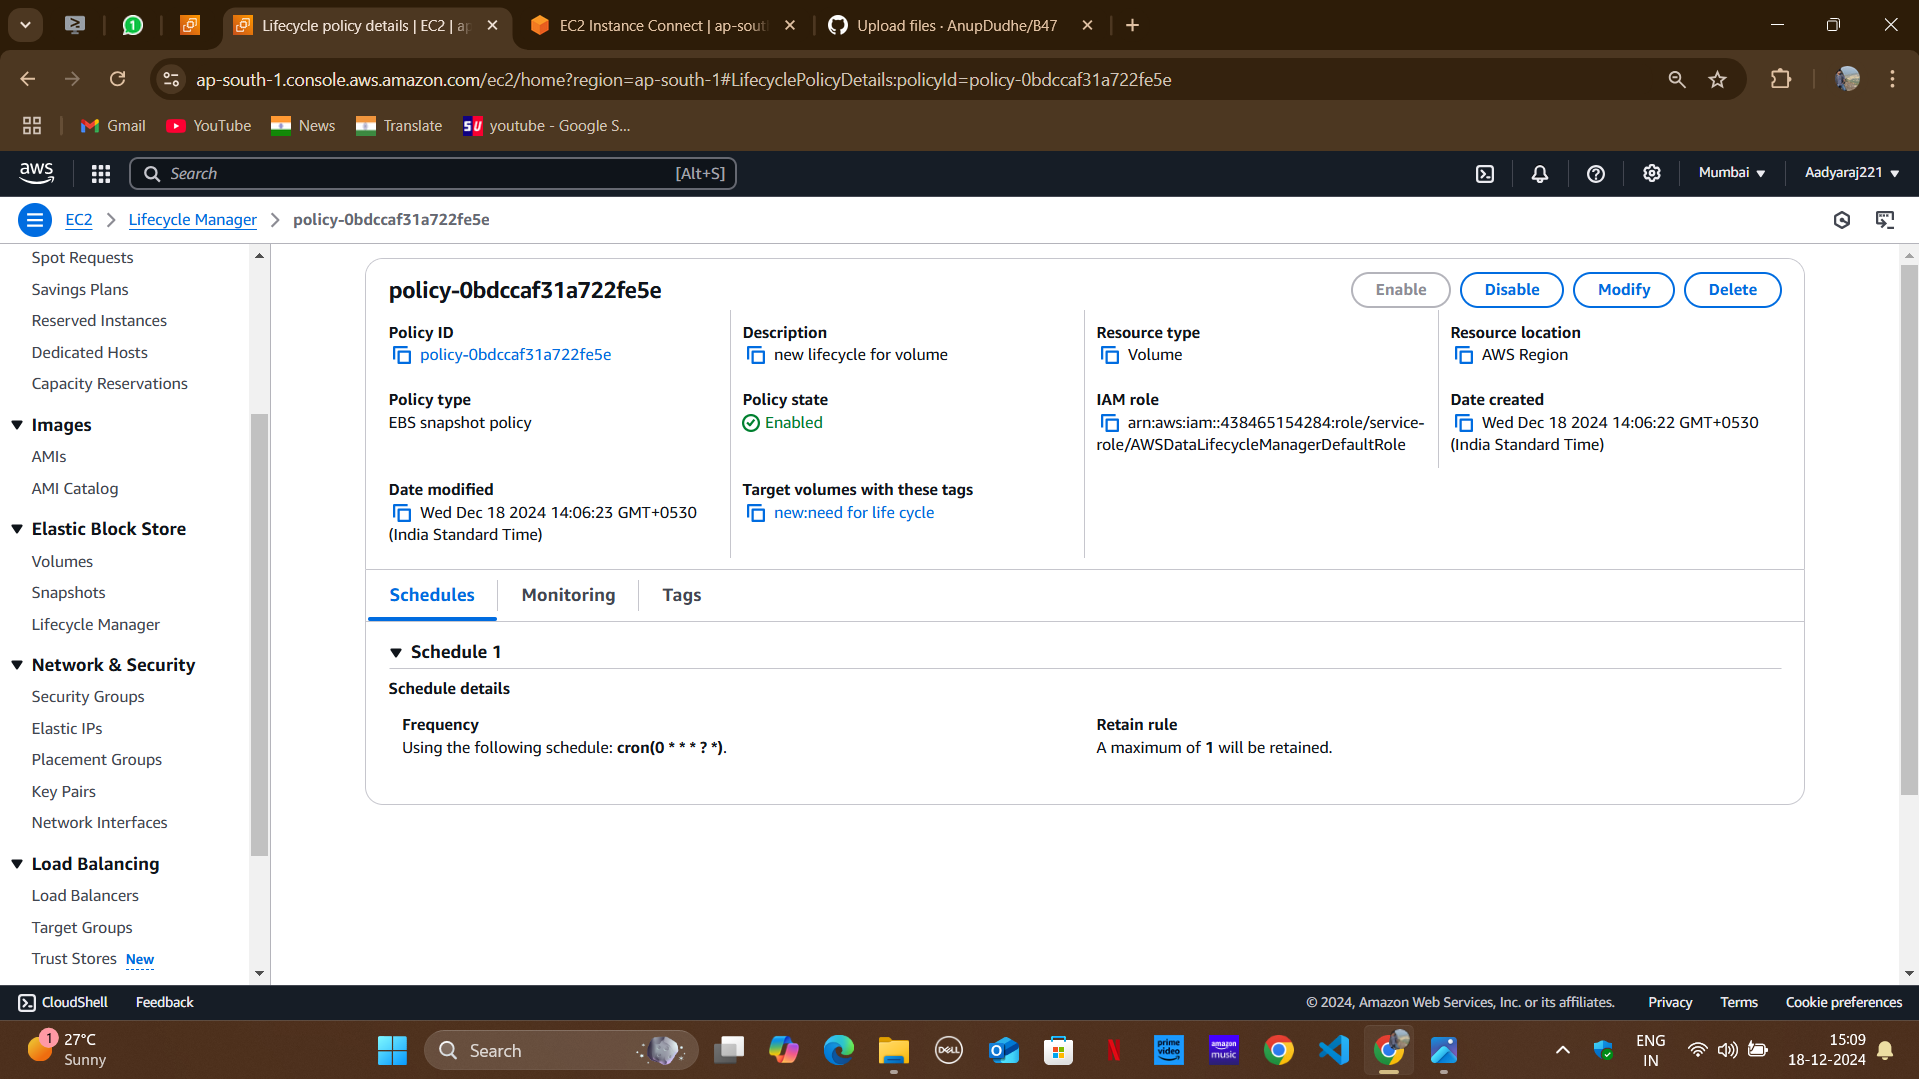 Lifecycle policy details | EC2 | ap
EC2 Instance Connect | ap-sout
Upload files · AnupDudhe/B47
ap-south-1.console.aws.amazon.com/ec2/home?region=ap-south-1#LifecyclePolicyDetails:policyId=policy-0bdccaf31a722fe5e
Gmail
YouTube
News
Translate
SU youtube - Google S...
aws
Search
[Alt+S]
Mumbai
Aadyaraj221
EC2
Lifecycle Manager
policy-0bdccaf31a722fe5e
Spot Requests
Savings Plans
Reserved Instances
Dedicated Hosts
Capacity Reservations
Images
AMIs
AMI Catalog
Elastic Block Store
Volumes
Snapshots
Lifecycle Manager
Network & Security
Security Groups
Elastic IPs
Placement Groups
Key Pairs
Network Interfaces
Load Balancing
Load Balancers
Target Groups
Trust Stores New
policy-0bdccaf31a722fe5e
Enable
Disable
Modify
Delete
Policy ID
policy-0bdccaf31a722fe5e
Description
new lifecycle for volume
Resource type
Volume
Resource location
AWS Region
Policy type
EBS snapshot policy
Policy state
Enabled
IAM role
arn:aws:iam::438465154284:role/service-
role/AWSDataLifecycleManagerDefaultRole
Date created
Wed Dec 18 2024 14:06:22 GMT+0530
(India Standard Time)
Date modified
Wed Dec 18 2024 14:06:23 GMT+0530
(India Standard Time)
Target volumes with these tags
new:need for life cycle
Schedules
Monitoring
Tags
Schedule 1
Schedule details
Frequency
Using the following schedule: cron(0 * * * ? *).
Retain rule
A maximum of 1 will be retained.
CloudShell
Feedback
© 2024, Amazon Web Services, Inc. or its affiliates.
Privacy
Terms
Cookie preferences
1
27°C
Sunny
Search
DELL
prime video
amazon music
ENG
IN
15:09
18-12-2024